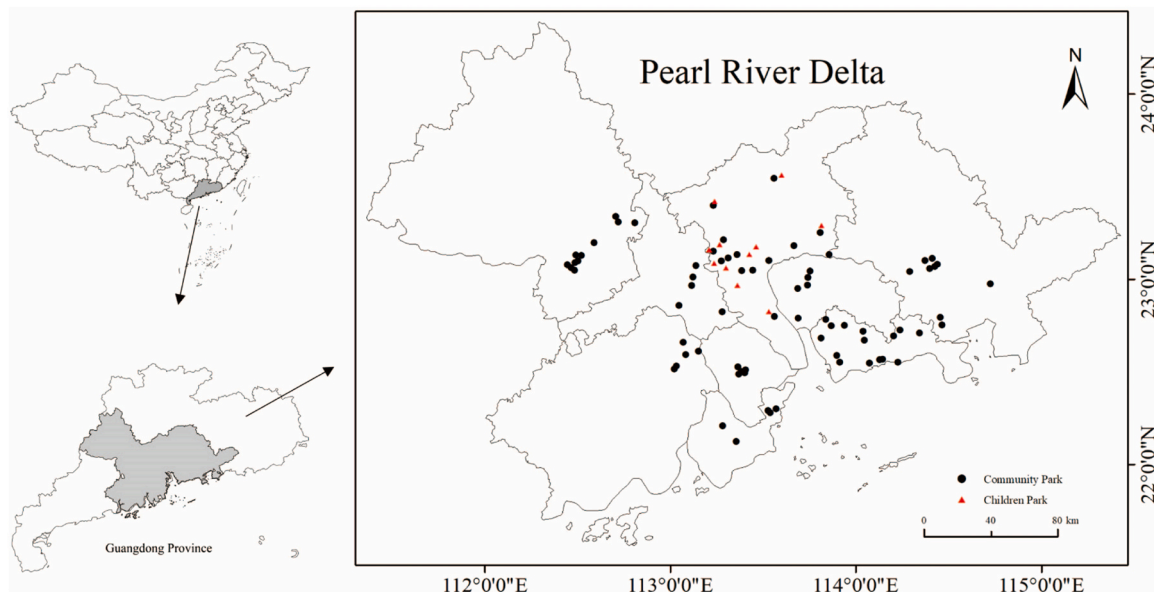 Pearl River Delta
N
24°0'0"N
23°0'0"N
22°0'0"N
Community Park
Children Park
0 40 80 km
Guangdong Province
112°0'0"E 113°0'0"E 114°0'0"E 115°0'0"E